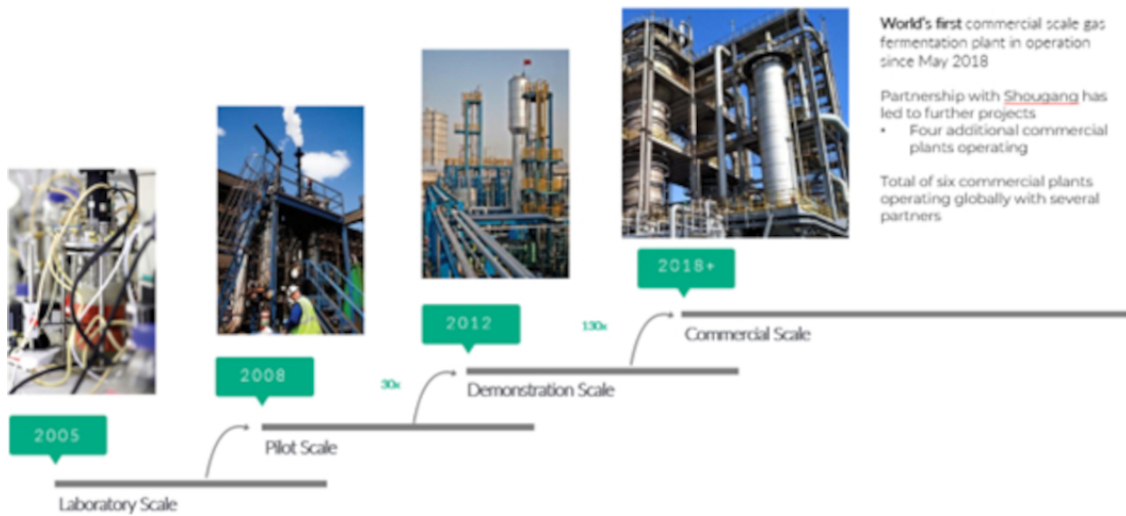 World's first commercial scale gas
fermentation plant in operation
since May 2018
Partnership with Shougang has
led to further projects
• Four additional commercial
plants operating
Total of six commercial plants
operating globally with several
partners
2018+
130x
Commercial Scale
2012
30x
Demonstration Scale
2008
Pilot Scale
2005
Laboratory Scale